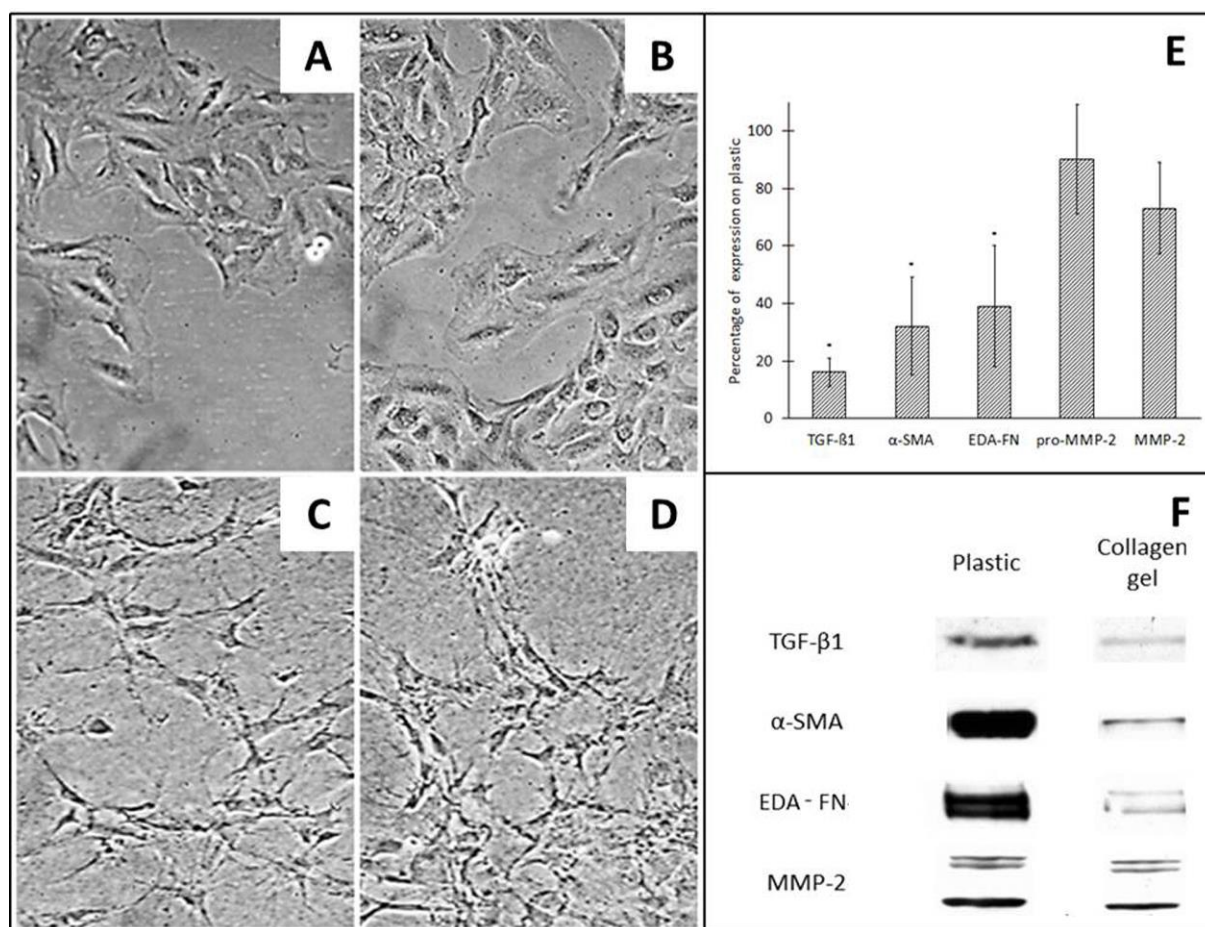 A
B
C
D
E
Percentage of expression on plastic
100
80
60
40
20
0
TGF-ß1
α-SMA
EDA-FN
pro-MMP-2
MMP-2
F
Plastic
Collagen
gel
TGF-β1
α-SMA
EDA - FN
MMP-2